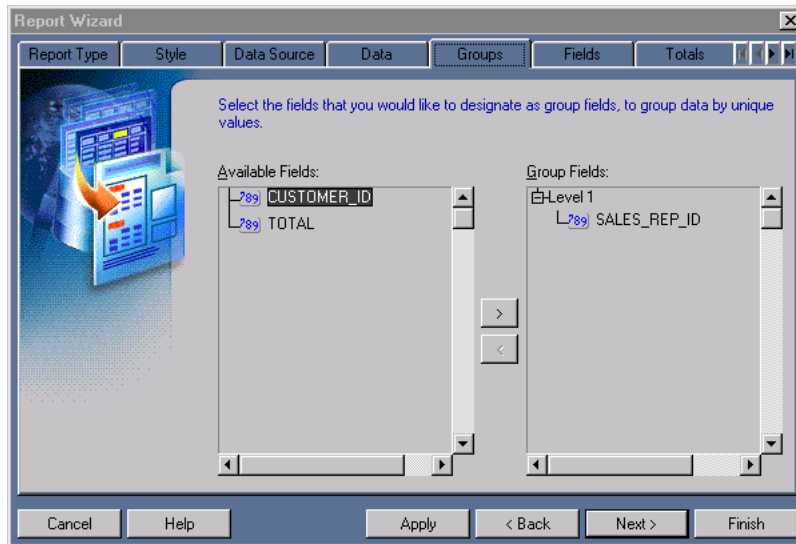 Report Wizard
Report Type Style Data Source Data Groups Fields Totals
Select the fields that you would like to designate as group fields, to group data by unique
values.
Available Fields: Group Fields:
789 CUSTOMER_ID Level 1
789 TOTAL 789 SALES_REP_ID
>
<
Cancel Help Apply < Back Next > Finish